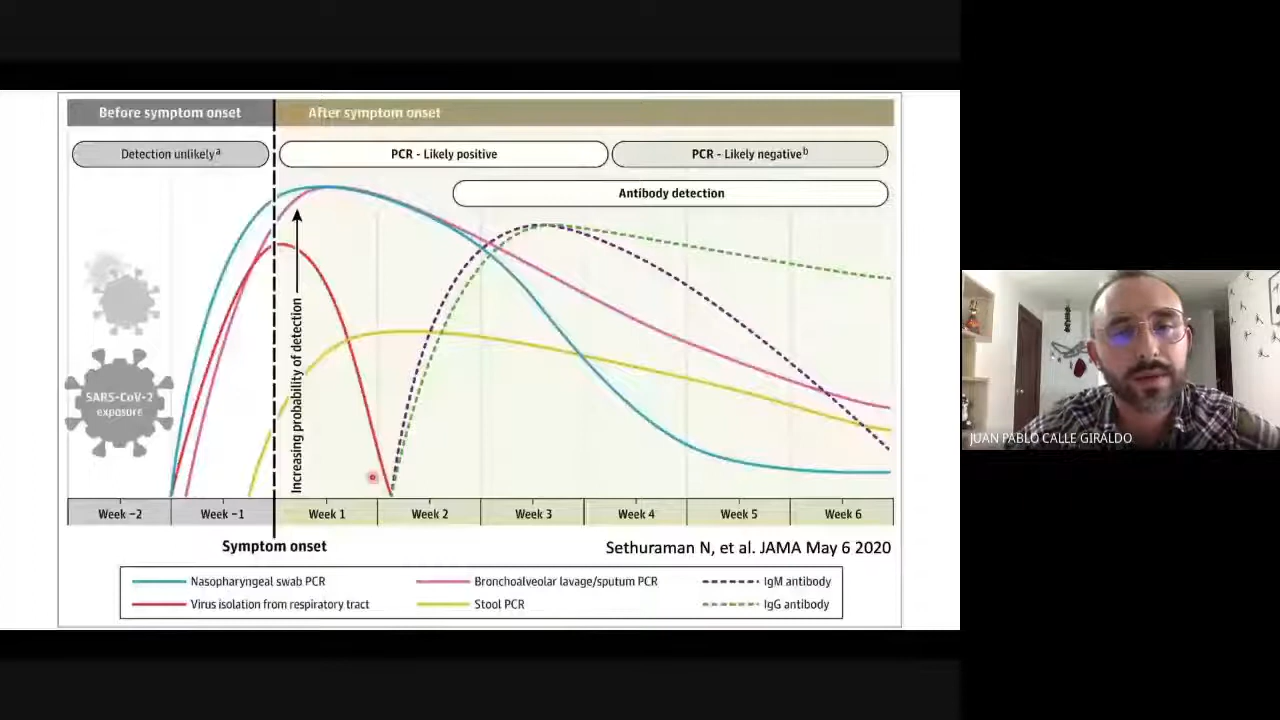 Before symptom onset
After symptom onset
Detection unlikely a
PCR - Likely positive
PCR - Likely negative b
Antibody detection
SARS-CoV-2
exposure
Increasing probability of detection
Week -2
Week -1
Week 1
Week 2
Week 3
Week 4
Week 5
Week 6
Symptom onset
Sethuraman N, et al. JAMA May 6 2020
Nasopharyngeal swab PCR
Bronchoalveolar lavage/sputum PCR
IgM antibody
Virus isolation from respiratory tract
Stool PCR
IgG antibody
JUAN PABLO CALLE GIRALDO